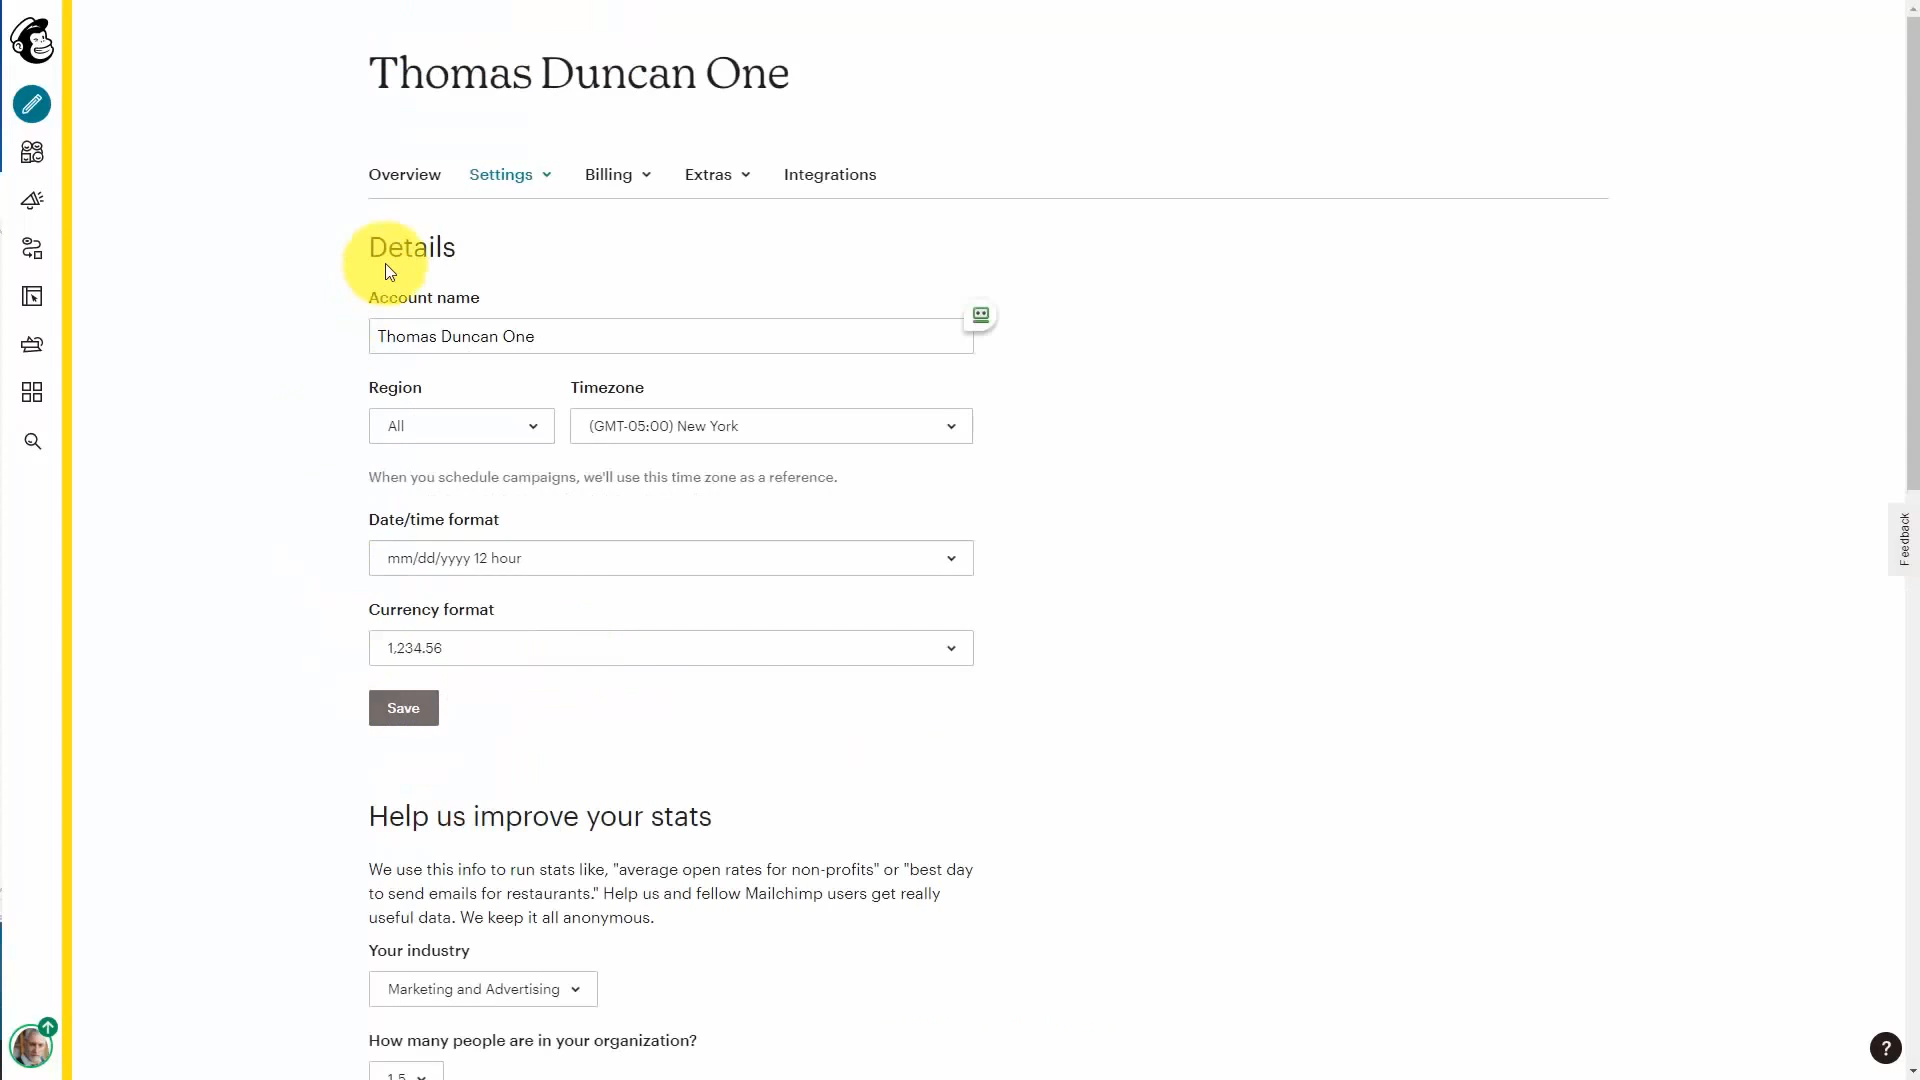 Thomas Duncan One
Overview Settings Billing Extras Integrations
Details
Account name
Thomas Duncan One
Region Timezone
All (GMT-05:00) New York
When you schedule campaigns, we'll use this time zone as a reference.
Date/time format
mm/dd/yyyy 12 hour
Feedback
Currency format
1,234.56
Save
Help us improve your stats
We use this info to run stats like, "average open rates for non-profits" or "best day
to send emails for restaurants." Help us and fellow Mailchimp users get really
useful data. We keep it all anonymous.
Your industry
Marketing and Advertising
How many people are in your organization?
?